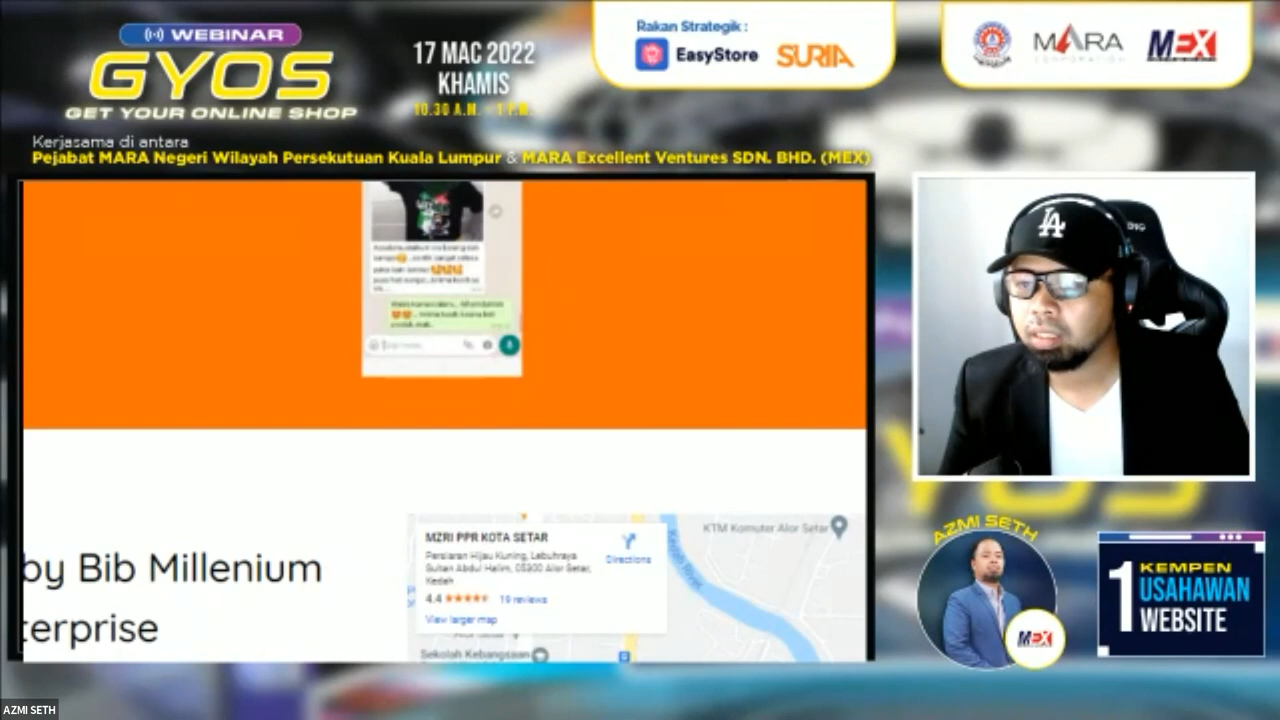 WEBINAR
GYOS
GET YOUR ONLINE SHOP
17 MAC 2022
KHAMIS
10.30 A.M. - 1 P.M.
Rakan Strategik :
EasyStore
SURIA
MARA
CORPORATION
MEX
Kerjasama di antara
Pejabat MARA Negeri Wilayah Persekutuan Kuala Lumpur & MARA Excellent Ventures SDN. BHD. (MEX)
LA
by Bib Millenium
terprise
MZRI PPR KOTA SETAR
Persiaran Hijau Kuning, Lebuhraya
Sultan Abdul Halim, 05300 Alor Setar,
Kedah
Directions
4.4
19 reviews
View larger map
KTM Komuter Alor Setar
Kedah River
Sekolah Kebangsaan
AZMI SETH
MEX
1 KEMPEN
USAHAWAN
WEBSITE
AZMI SETH